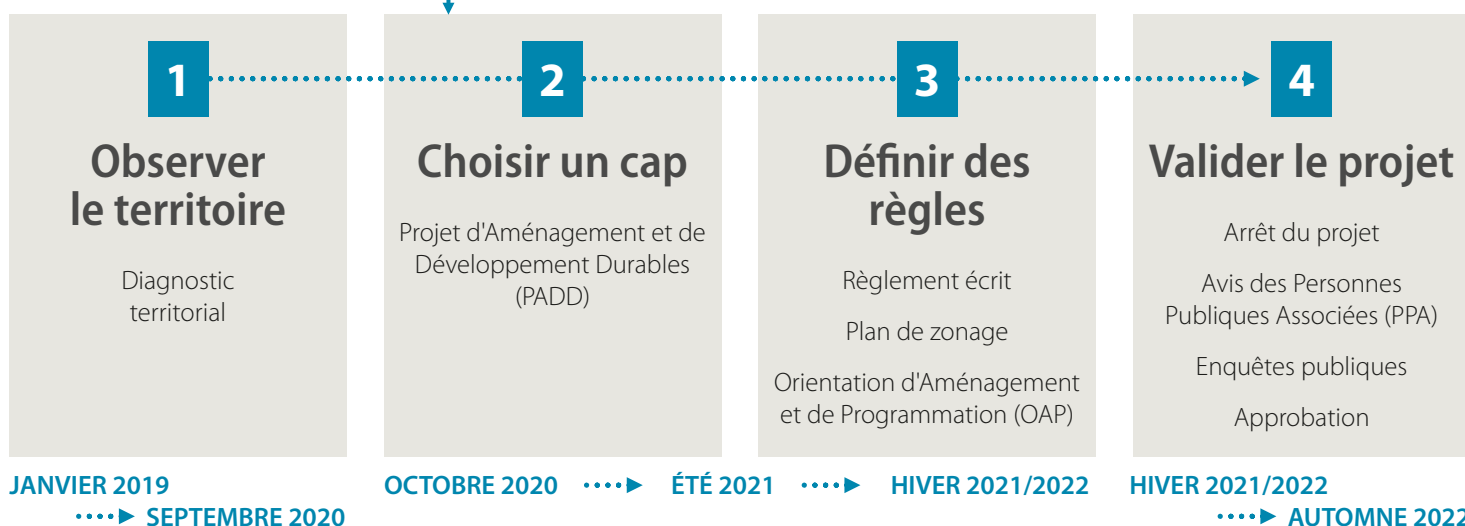 1
Observer
le territoire
Diagnostic
territorial
2
Choisir un cap
Projet d'Aménagement et de
Développement Durables
(PADD)
3
Définir des
règles
Règlement écrit
Plan de zonage
Orientation d'Aménagement
et de Programmation (OAP)
4
Valider le projet
Arrêt du projet
Avis des Personnes
Publiques Associées (PPA)
Enquêtes publiques
Approbation
JANVIER 2019
SEPTEMBRE 2020
OCTOBRE 2020 ÉTÉ 2021 HIVER 2021/2022
HIVER 2021/2022
AUTOMNE 2022